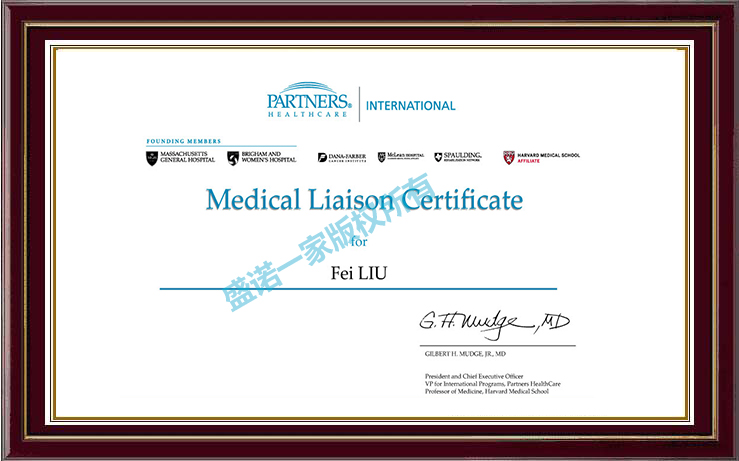 PARTNERS®
HEALTHCARE
INTERNATIONAL
FOUNDING MEMBERS
MASSACHUSETTS
GENERAL HOSPITAL
BRIGHAM AND
WOMEN'S HOSPITAL
DANA-FARBER
CANCER INSTITUTE
MCLEAN HOSPITAL
SPAULDING
REHABILITATION NETWORK
HARVARD MEDICAL SCHOOL
AFFILIATE
Medical Liaison Certificate
for
Fei LIU
盛诺一家版权所有
G. H. Mudge, MD
GILBERT H. MUDGE, JR., MD
President and Chief Executive Officer
VP for International Programs, Partners HealthCare
Professor of Medicine, Harvard Medical School